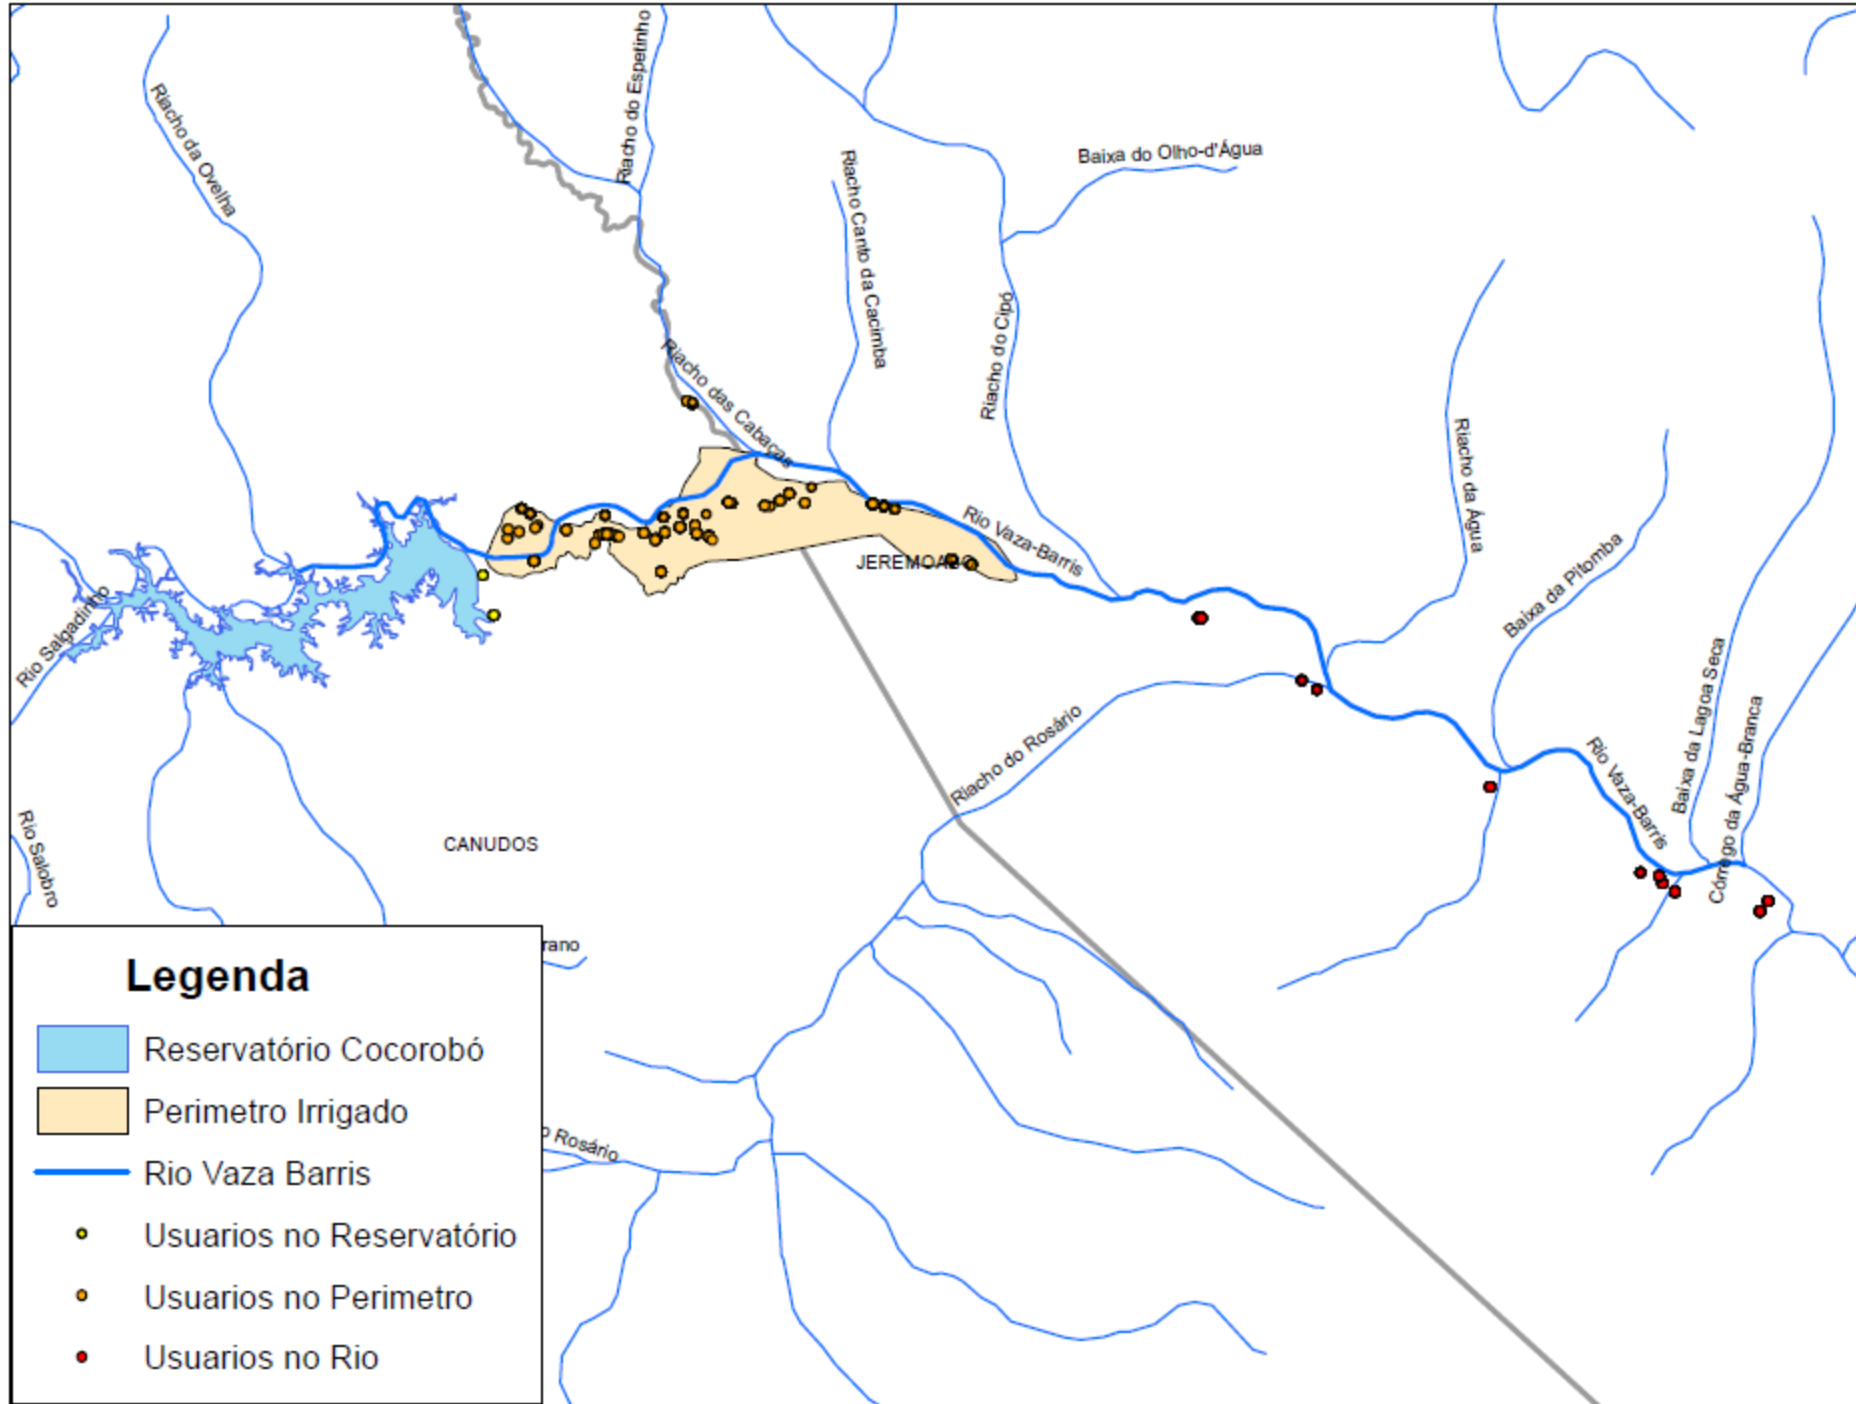 Riacho do Espetinho
Riacho da Ovelha
Baixa do Olho-d'Água
Riacho Canto da Cacimba
Riacho do Cipó
Riacho das Cabaças
Riacho da Água
Rio Vaza-Barris
JEREMOABO
Baixa da Pitomba
Rio Salgadinho
Baixa da Lagoa Seca
Riacho do Rosário
Córrego da Água-Branca
Rio Vaza-Barris
CANUDOS
Rio Salobro
rano
o Rosário
Legenda
Reservatório Cocorobó
Perimetro Irrigado
Rio Vaza Barris
Usuarios no Reservatório
Usuarios no Perimetro
Usuarios no Rio